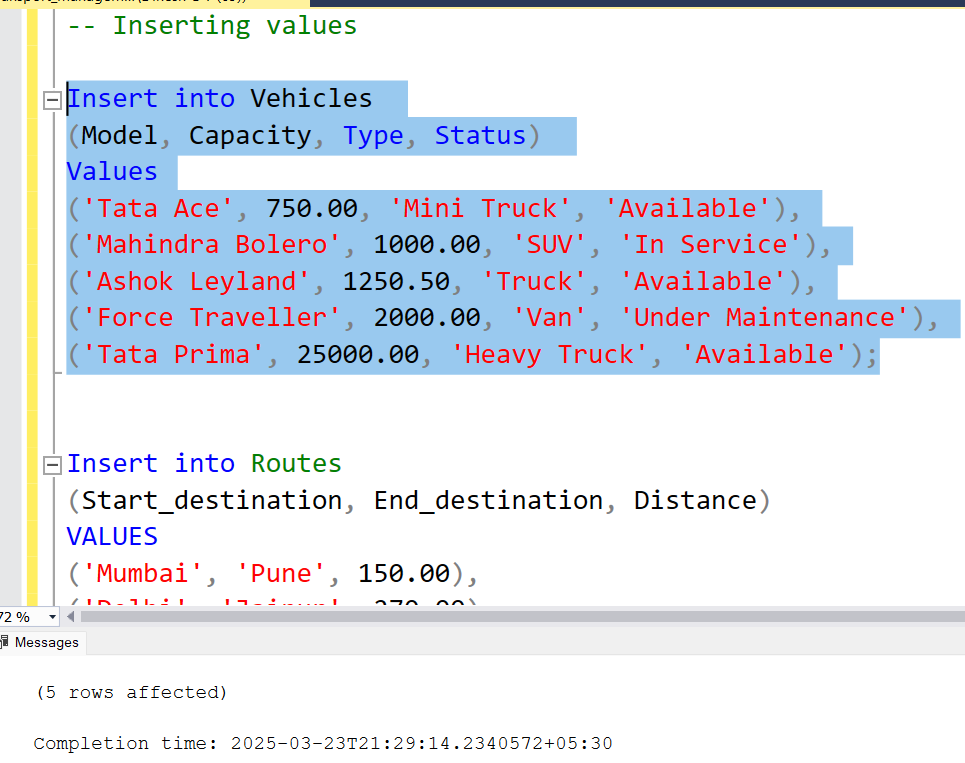 -- Inserting values
Insert into Vehicles
(Model, Capacity, Type, Status)
Values
('Tata Ace', 750.00, 'Mini Truck', 'Available'),
('Mahindra Bolero', 1000.00, 'SUV', 'In Service'),
('Ashok Leyland', 1250.50, 'Truck', 'Available'),
('Force Traveller', 2000.00, 'Van', 'Under Maintenance'),
('Tata Prima', 25000.00, 'Heavy Truck', 'Available');
Insert into Routes
(Start_destination, End_destination, Distance)
VALUES
('Mumbai', 'Pune', 150.00),
72 %
Messages
(5 rows affected)
Completion time: 2025-03-23T21:29:14.2340572+05:30